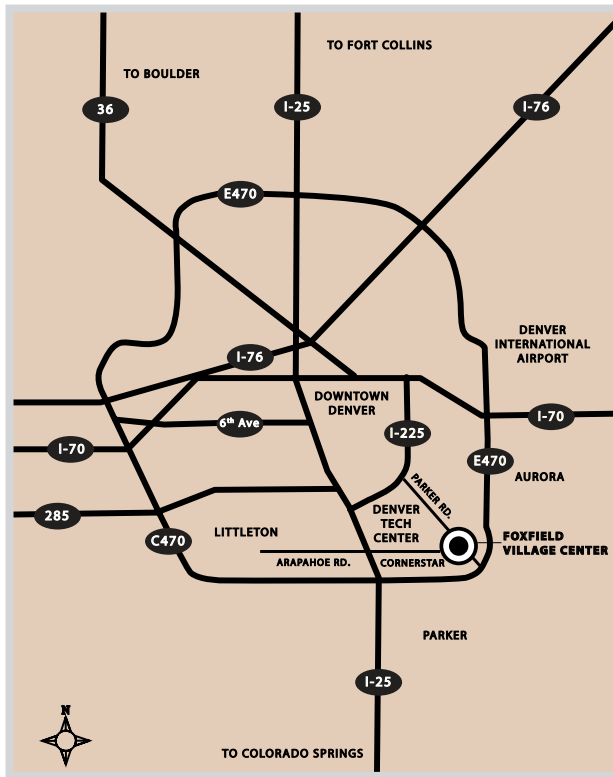 TO FORT COLLINS
TO BOULDER
36
I-25
I-76
E470
DENVER
INTERNATIONAL
AIRPORT
I-76
DOWNTOWN
DENVER
I-70
6th Ave
I-225
I-70
E470
AURORA
PARKER RD.
285
DENVER
TECH
CENTER
LITTLETON
C470
FOXFIELD
VILLAGE CENTER
ARAPAHOE RD.
CORNERSTAR
PARKER
I-25
N
TO COLORADO SPRINGS